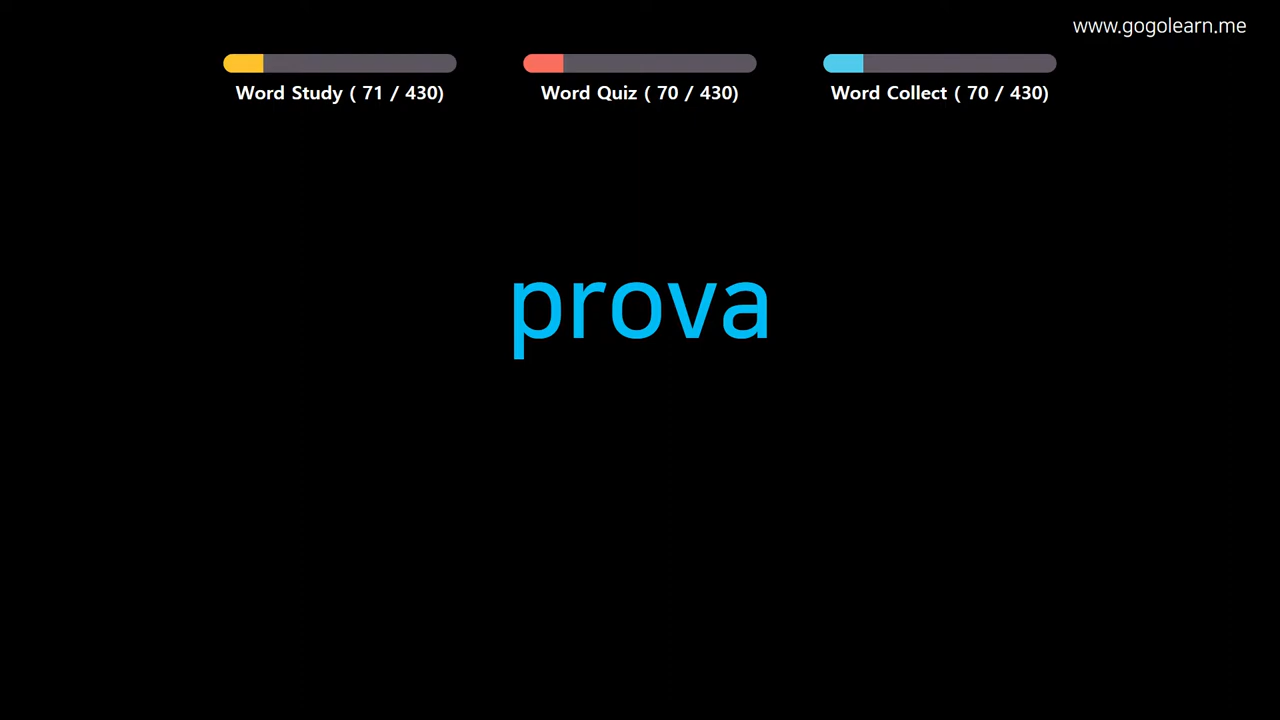 www.gogolearn.me
Word Study ( 71 / 430)
Word Quiz ( 70 / 430)
Word Collect ( 70 / 430)
prova